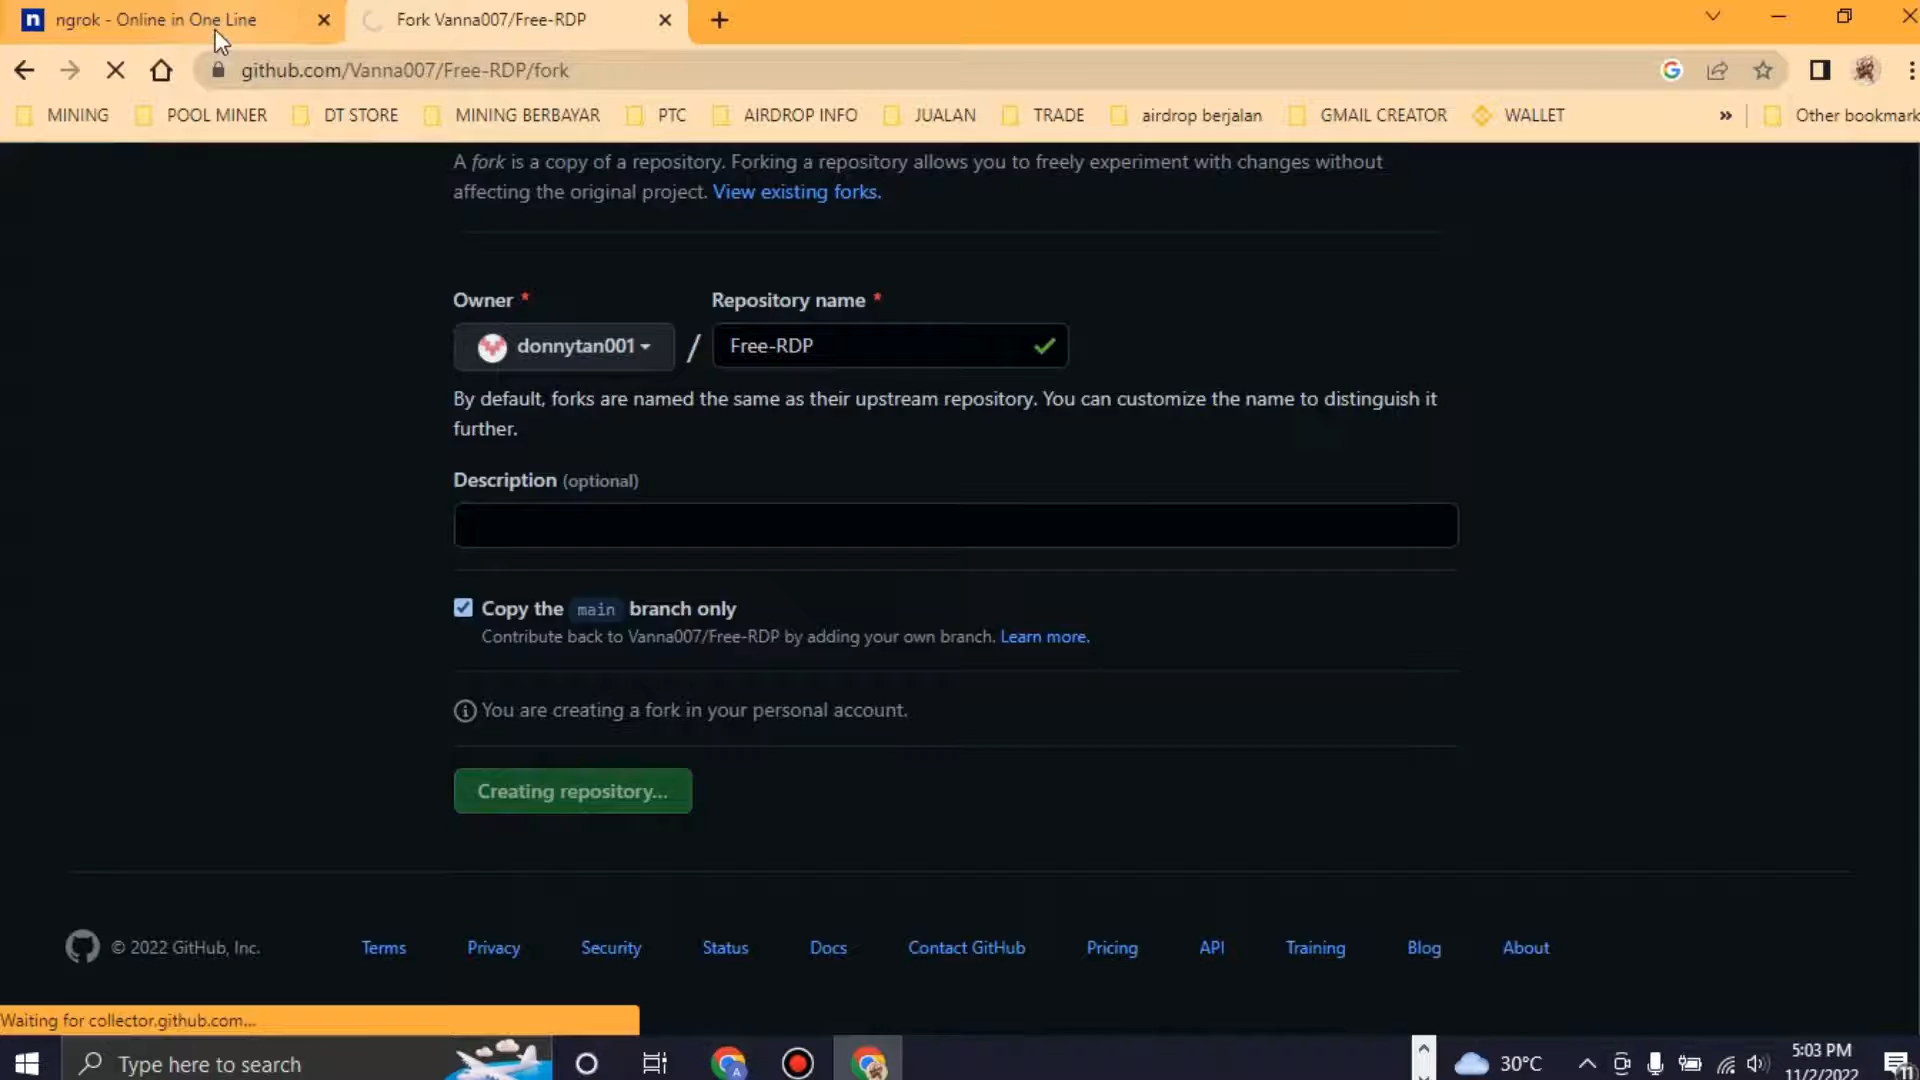 ngrok - Online in One Line
Fork Vanna007/Free-RDP
github.com/Vanna007/Free-RDP/fork
MINING
POOL MINER
DT STORE
MINING BERBAYAR
PTC
AIRDROP INFO
JUALAN
TRADE
airdrop berjalan
GMAIL CREATOR
WALLET
»
Other bookmark
A fork is a copy of a repository. Forking a repository allows you to freely experiment with changes without
affecting the original project. View existing forks.
Owner *
Repository name *
donnytan001
/
Free-RDP
By default, forks are named the same as their upstream repository. You can customize the name to distinguish it
further.
Description (optional)
Copy the main branch only
Contribute back to Vanna007/Free-RDP by adding your own branch. Learn more.
You are creating a fork in your personal account.
Creating repository...
© 2022 GitHub, Inc.
Terms
Privacy
Security
Status
Docs
Contact GitHub
Pricing
API
Training
Blog
About
Waiting for collector.github.com...
Type here to search
A
30°C
5:03 PM
11/2/2022
11